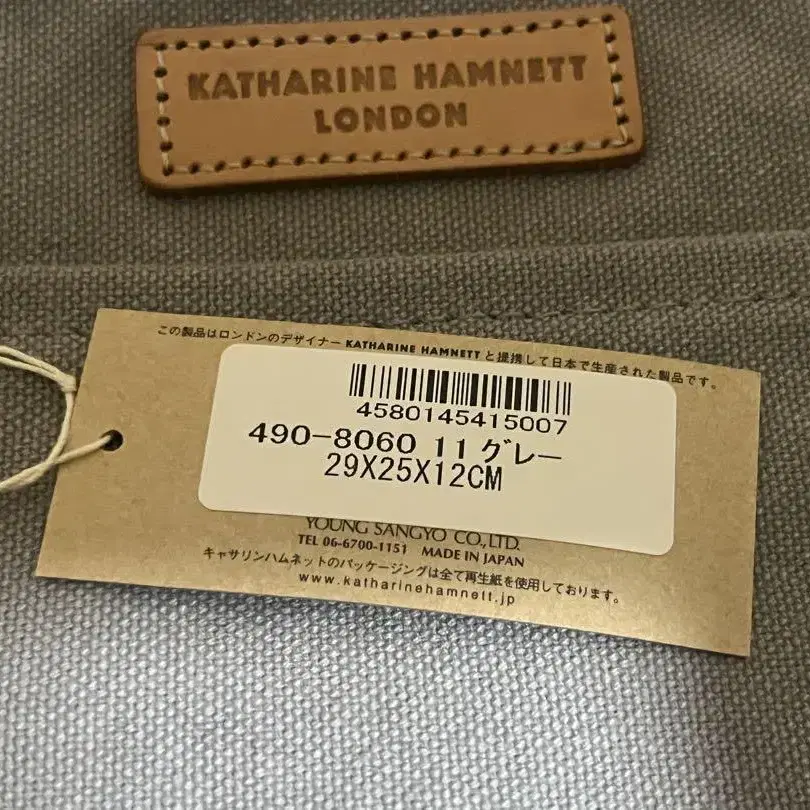 KATHARINE HAMNETT
LONDON
この製品はロンドンのデザイナー KATHARINE HAMNETT と提携して日本で生産された製品です。
4580145415007
490-8060 11 グレー
29X25X12CM
YOUNG SANGYO CO.,LTD.
TEL 06-6700-1151 MADE IN JAPAN
キャサリンハムネットのパッケージングは全て再生紙を使用しております。
www.katharinehamnett.jp